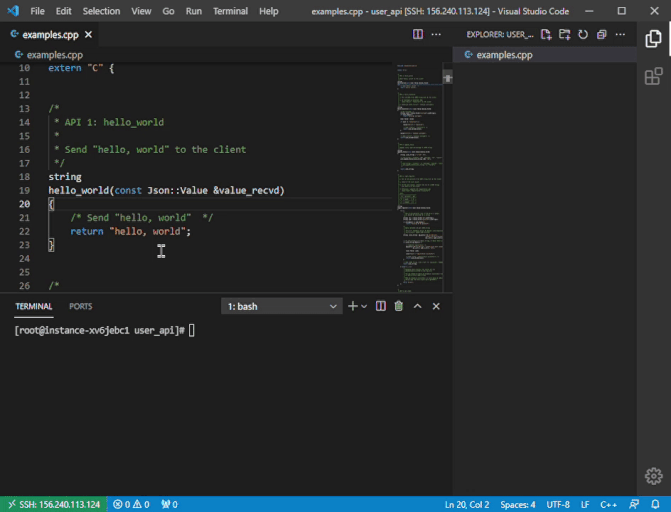 File Edit Selection View Go Run Terminal Help examples.cpp - user_api [SSH: 156.240.113.124] - Visual Studio Code
examples.cpp
EXPLORER: USER_...
examples.cpp
examples.cpp
10 extern "C" {
11
12
13 /*
14 * API 1: hello_world
15 *
16 * Send "hello, world" to the client
17 */
18 string
19 hello_world(const Json::Value &value_recvd)
20 {
21 /* Send "hello, world" */
22 return "hello, world";
23 }
24
25
26 /*
TERMINAL PORTS 1: bash
[root@instance-xv6jebc1 user_api]#
SSH: 156.240.113.124 0 0 0 Ln 20, Col 2 Spaces: 4 UTF-8 LF C++